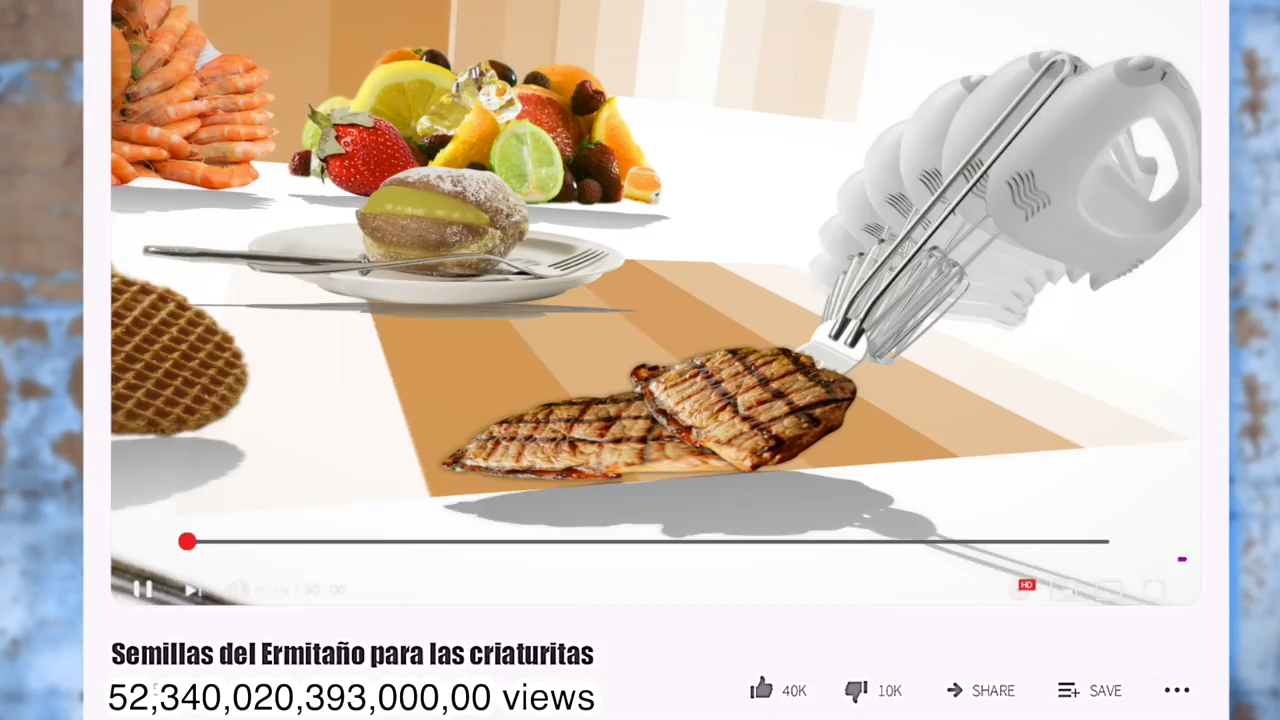 HD
Semillas del Ermitaño para las criaturitas
52,340,020,393,000,00 views
40K
10K
SHARE
SAVE